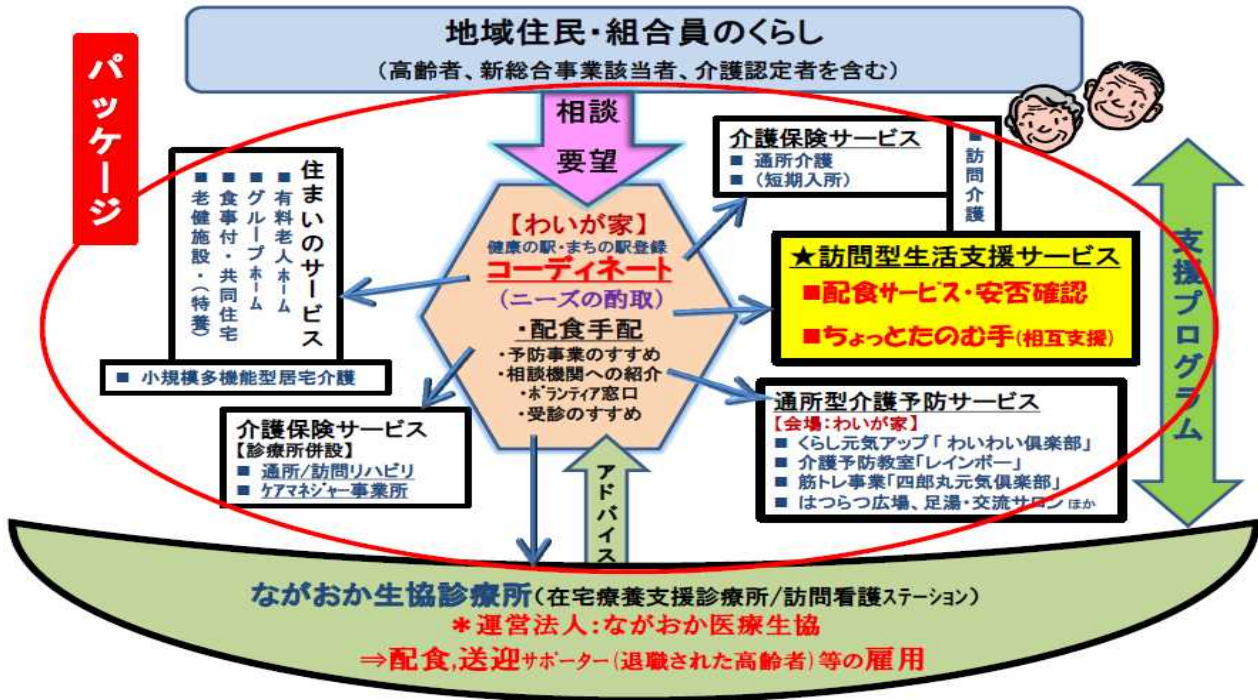 地域住民・組合員のくらし
(高齢者、新総合事業該当者、介護認定者を含む)
パッケージ
相談
要望
住まいのサービス
■ 有料老人ホーム
■ グループホーム
■ 食事付・共同住宅
■ 老健施設・(特養)
■ 小規模多機能型居宅介護
介護保険サービス
■ 通所介護
■ (短期入所)
■ 訪問介護
【わいが家】
健康の駅・まちの駅登録
コーディネート
(ニーズの酌取)
・配食手配
・予防事業のすすめ
・相談機関への紹介
・ボランティア窓口
・受診のすすめ
★訪問型生活支援サービス
■配食サービス・安否確認
■ちょっとたのむ手(相互支援)
支援プログラム
介護保険サービス
【診療所併設】
■ 通所/訪問リハビリ
■ ケアマネジャー事業所
通所型介護予防サービス
【会場:わいが家】
■ くらし元気アップ「わいわい倶楽部」
■ 介護予防教室「レインボー」
■ 筋トレ事業「四郎丸元気倶楽部」
■ はつらつ広場、足湯・交流サロン ほか
アドバイス
ながおか生協診療所(在宅療養支援診療所/訪問看護ステーション)
*運営法人:ながおか医療生協
⇒配食,送迎サポーター(退職された高齢者)等の雇用